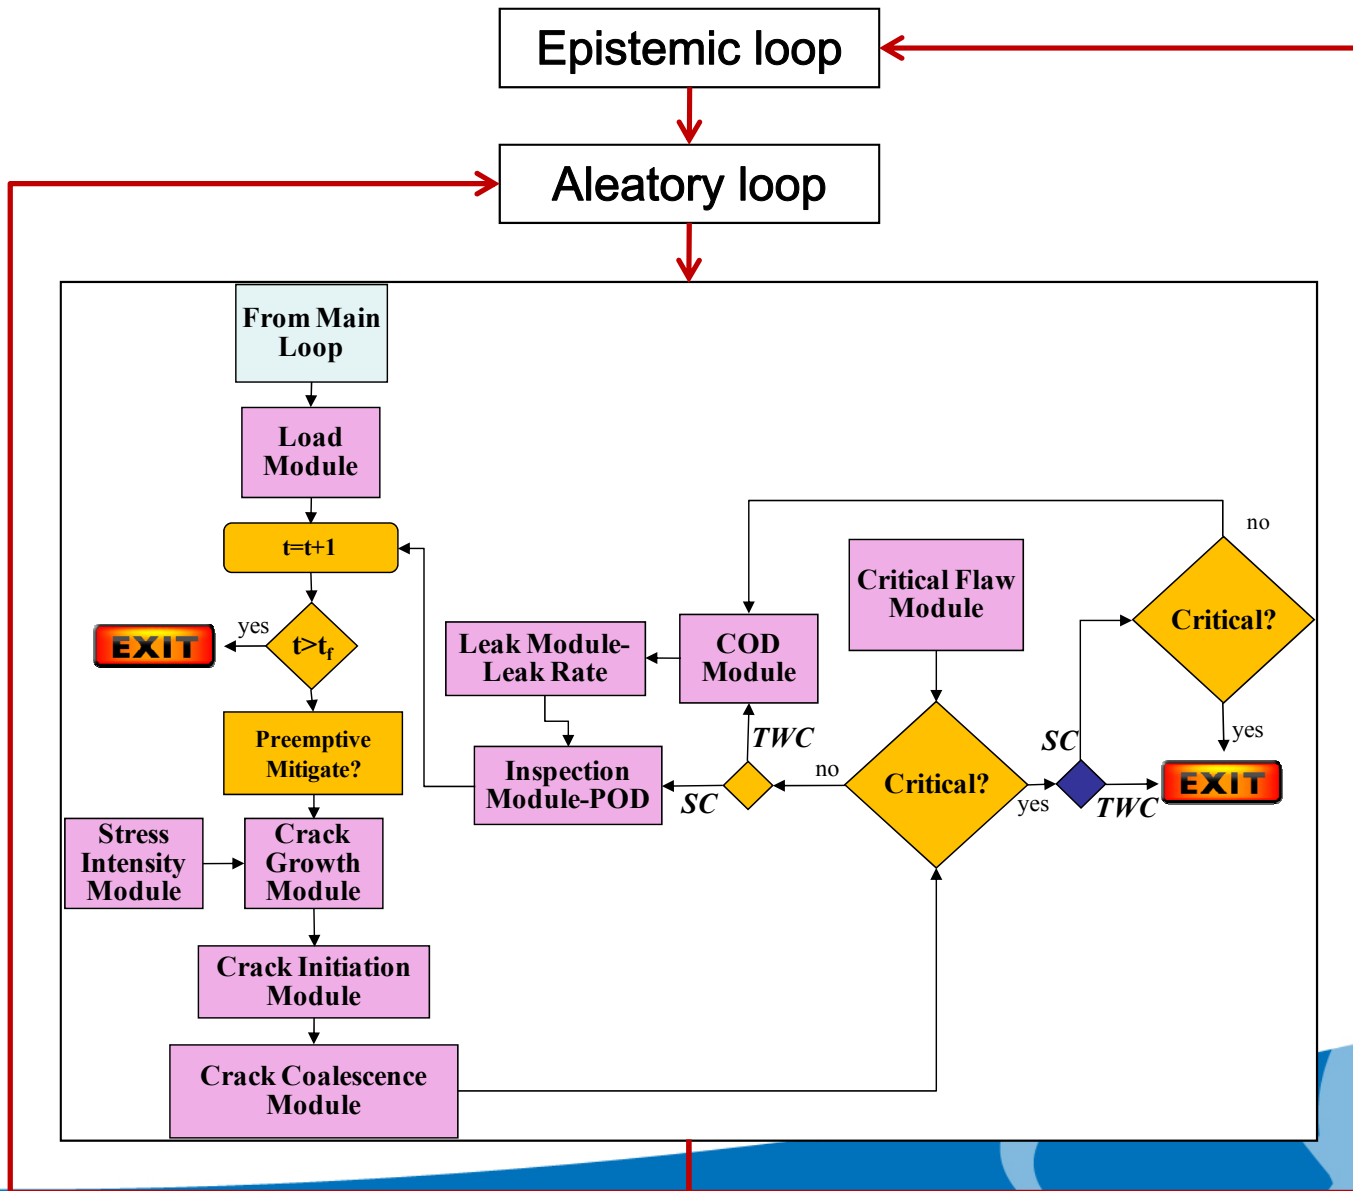 Epistemic loop
Aleatory loop
From Main
Loop
Load
Module
t=t+1
yes
EXIT
t>tf
Preemptive
Mitigate?
Stress
Intensity
Module
Crack
Growth
Module
Crack Initiation
Module
Crack Coalescence
Module
Leak Module-
Leak Rate
COD
Module
TWC
Inspection
Module-POD
SC
no
Critical Flaw
Module
Critical?
yes
SC
TWC
no
Critical?
yes
EXIT